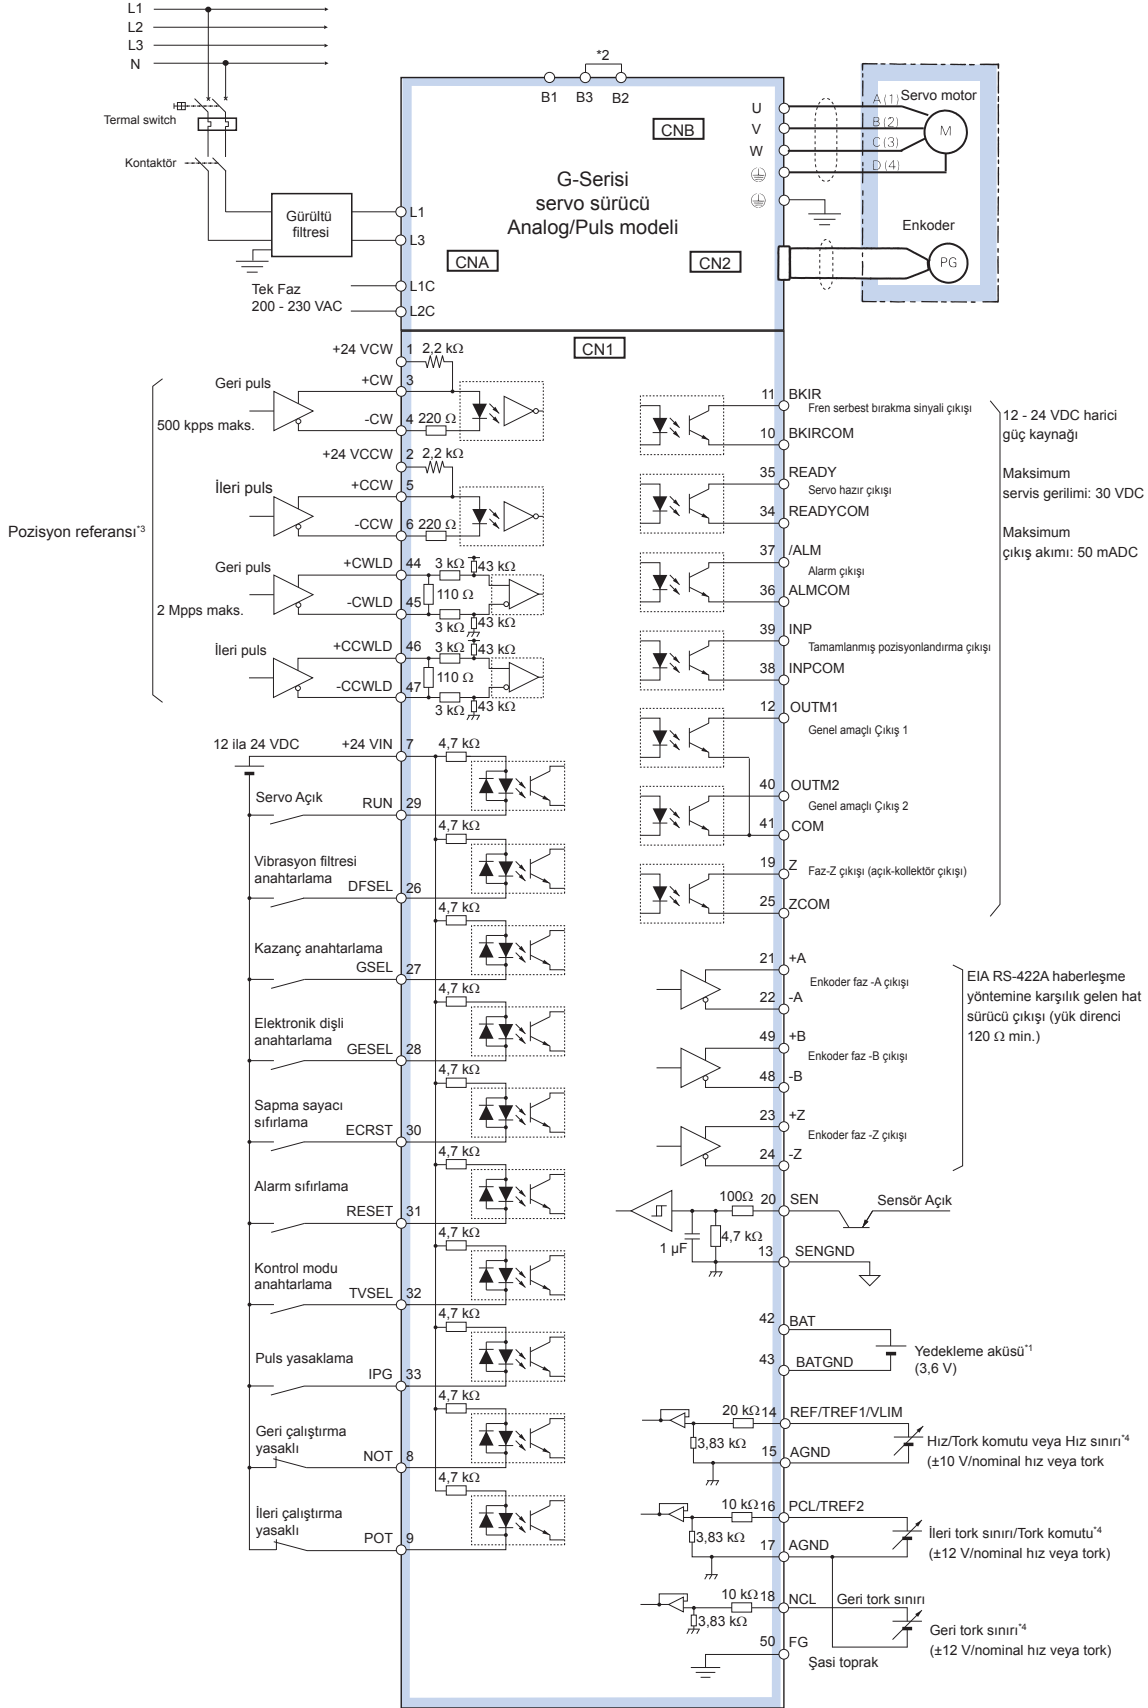 L1
L2
L3
N
Termal switch
Kontaktör
Gürültü
filtresi
L1
L3
Tek Faz
200 - 230 VAC
L1C
L2C
*2
B1 B3 B2
CNB
G-Serisi
servo sürücü
Analog/Puls modeli
CNA
CN2
U
V
W
A (1)
B (2)
C (3)
D (4)
Servo motor
M
Enkoder
PG
CN1
+24 VCW 1 2,2 kΩ
Geri puls
+CW 3
500 kpps maks.
-CW 4 220 Ω
+24 VCCW 2 2,2 kΩ
İleri puls
+CCW 5
-CCW 6 220 Ω
Pozisyon referansı*3
Geri puls
+CWLD 44 3 kΩ 43 kΩ
110 Ω
2 Mpps maks.
-CWLD 45
3 kΩ 43 kΩ
İleri puls
+CCWLD 46 3 kΩ 43 kΩ
110 Ω
-CCWLD 47
3 kΩ 43 kΩ
12 ila 24 VDC
+24 VIN 7 4,7 kΩ
Servo Açık
RUN 29
4,7 kΩ
Vibrasyon filtresi
anahtarlama
DFSEL 26
4,7 kΩ
Kazanç anahtarlama
GSEL 27
4,7 kΩ
Elektronik dişli
anahtarlama
GESEL 28
4,7 kΩ
Sapma sayacı
sıfırlama
ECRST 30
4,7 kΩ
Alarm sıfırlama
RESET 31
4,7 kΩ
Kontrol modu
anahtarlama
TVSEL 32
4,7 kΩ
Puls yasaklama
IPG 33
4,7 kΩ
Geri çalıştırma
yasaklı
NOT 8
4,7 kΩ
İleri çalıştırma
yasaklı
POT 9
11 BKIR
Fren serbest bırakma sinyali çıkışı
10 BKIRCOM
35 READY
Servo hazır çıkışı
34 READYCOM
37 /ALM
Alarm çıkışı
36 ALMCOM
39 INP
Tamamlanmış pozisyonlandırma çıkışı
38 INPCOM
12 OUTM1
Genel amaçlı Çıkış 1
40 OUTM2
Genel amaçlı Çıkış 2
41 COM
19 Z
Faz-Z çıkışı (açık-kollektör çıkışı)
25 ZCOM
12 - 24 VDC harici
güç kaynağı
Maksimum
servis gerilimi: 30 VDC
Maksimum
çıkış akımı: 50 mADC
21 +A
Enkoder faz -A çıkışı
22 -A
49 +B
Enkoder faz -B çıkışı
48 -B
23 +Z
Enkoder faz -Z çıkışı
24 -Z
EIA RS-422A haberleşme
yöntemine karşılık gelen hat
sürücü çıkışı (yük direnci
120 Ω min.)
100Ω 20 SEN
Sensör Açık
1 µF
4,7 kΩ
13 SENGND
42 BAT
43 BATGND
Yedekleme aküsü*1
(3,6 V)
20 kΩ 14 REF/TREF1/VLIM
3,83 kΩ
15 AGND
Hız/Tork komutu veya Hız sınırı*4
(±10 V/nominal hız veya tork
10 kΩ 16 PCL/TREF2
3,83 kΩ
17 AGND
İleri tork sınırı/Tork komutu*4
(±12 V/nominal hız veya tork)
10 kΩ 18 NCL
Geri tork sınırı
3,83 kΩ
Geri tork sınırı*4
(±12 V/nominal hız veya tork)
50 FG
Şasi toprak